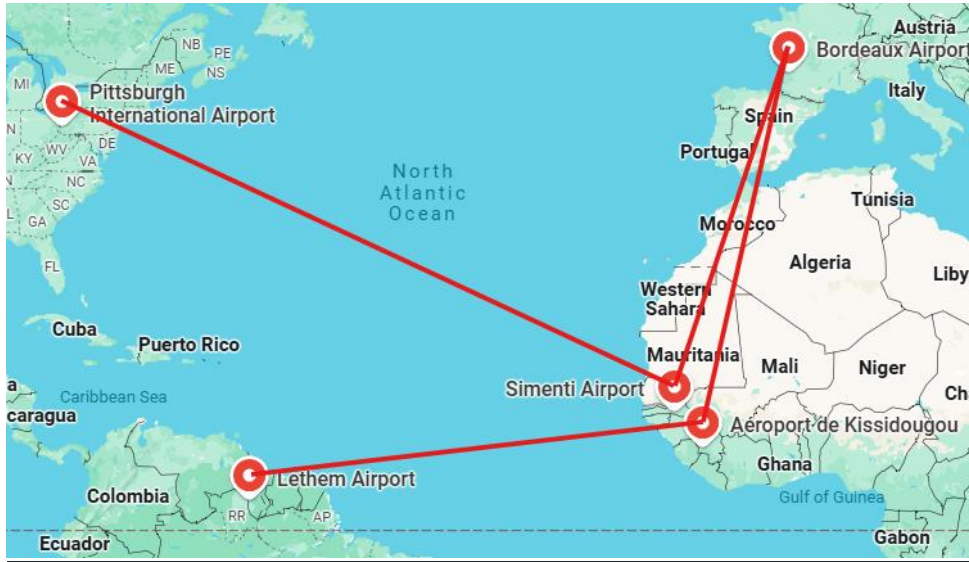 Austria
Bordeaux Airport
NB
PE
ME
NS
MI
Pittsburgh
International Airport
Italy
N
Spain
WV
DE
KY
VA
Portugal
N
NC
North
Atlantic
Ocean
Tunisia
SC
L
GA
Morocco
Algeria
Liby
FL
Western
Sahara
Cuba
Puerto Rico
Mauritania
Mali
Niger
a
Simenti Airport
Ch
Caribbean Sea
caragua
Aéroport de Kissidougou
Ghana
Lethem Airport
Colombia
Gulf of Guinea
RR
AP
Ecuador
Gabon